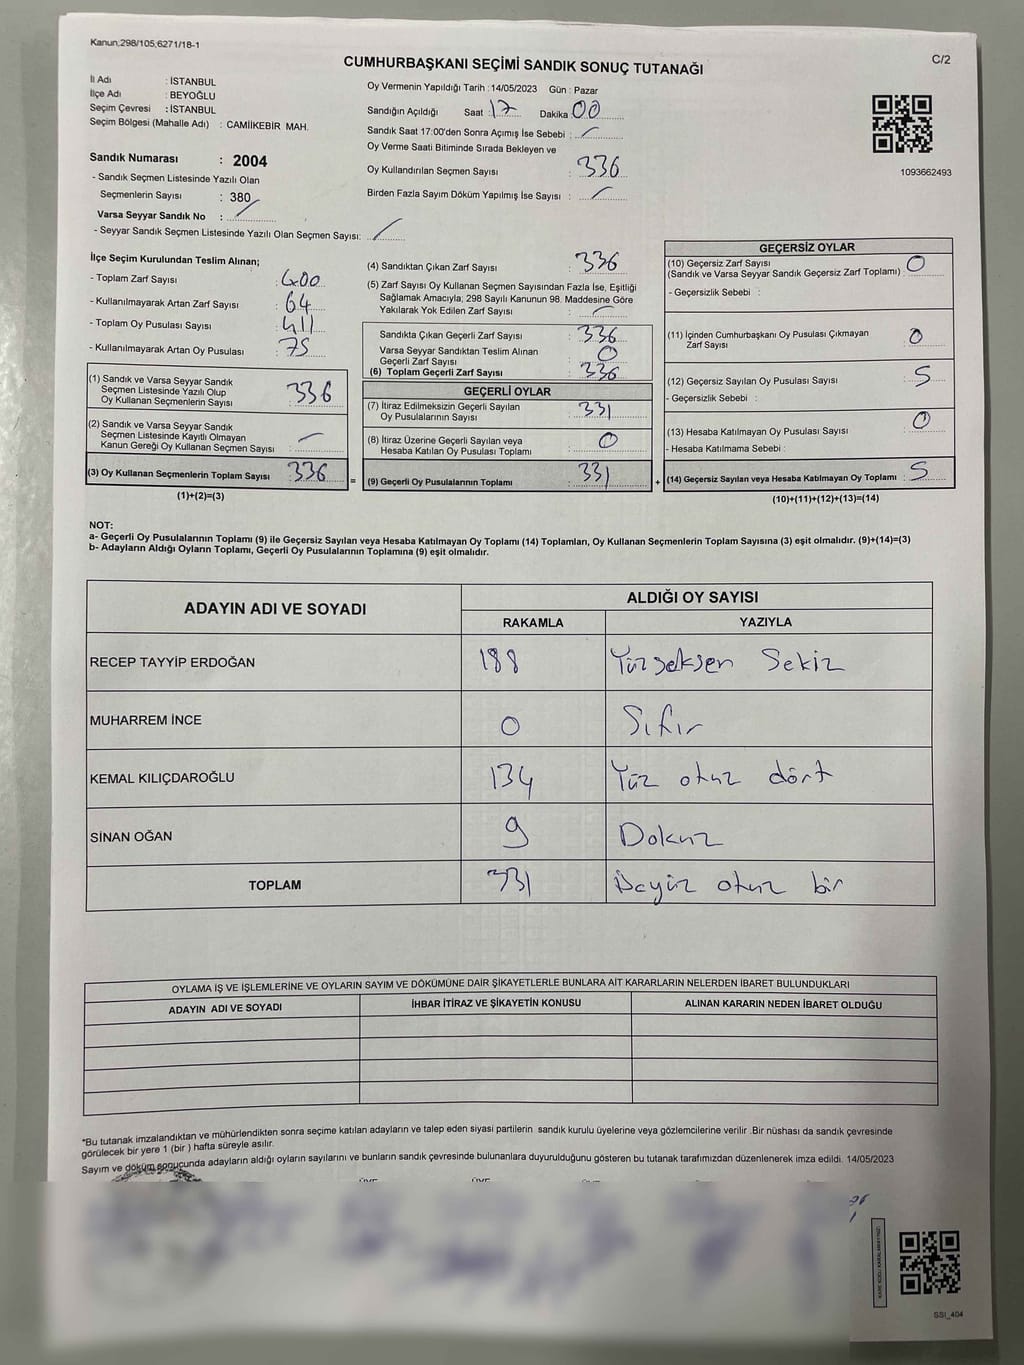 Kanun;298/105,6271/18-1
C/2
CUMHURBAŞKANI SEÇİMİ SANDIK SONUÇ TUTANAĞI
İl Adı : İSTANBUL
İlçe Adı : BEYOĞLU
Seçim Çevresi : İSTANBUL
Seçim Bölgesi (Mahalle Adı) : CAMİİKEBİR MAH.
Sandık Numarası : 2004
- Sandık Seçmen Listesinde Yazılı Olan
Seçmenlerin Sayısı : 380
Varsa Seyyar Sandık No :
- Seyyar Sandık Seçmen Listesinde Yazılı Olan Seçmen Sayısı:
Oy Vermenin Yapıldığı Tarih : 14/05/2023 Gün : Pazar
Sandığın Açıldığı Saat : 17 Dakika 00
Sandık Saat 17:00'den Sonra Açımış İse Sebebi :
Oy Verme Saati Bitiminde Sırada Bekleyen ve
Oy Kullandırılan Seçmen Sayısı : 336
Birden Fazla Sayım Döküm Yapılmış İse Sayısı :
1093662493
İlçe Seçim Kurulundan Teslim Alınan;
- Toplam Zarf Sayısı : 400
- Kullanılmayarak Artan Zarf Sayısı : 64
- Toplam Oy Pusulası Sayısı : 411
- Kullanılmayarak Artan Oy Pusulası : 75
(1) Sandık ve Varsa Seyyar Sandık
Seçmen Listesinde Yazılı Olup
Oy Kullanan Seçmenlerin Sayısı : 336
(2) Sandık ve Varsa Seyyar Sandık
Seçmen Listesinde Kayıtlı Olmayan
Kanun Gereği Oy Kullanan Seçmen Sayısı :
(3) Oy Kullanan Seçmenlerin Toplam Sayısı : 336
(1)+(2)=(3)
=
(4) Sandıktan Çıkan Zarf Sayısı : 336
(5) Zarf Sayısı Oy Kullanan Seçmen Sayısından Fazla İse, Eşitliği
Sağlamak Amacıyla; 298 Sayılı Kanunun 98. Maddesine Göre
Yakılarak Yok Edilen Zarf Sayısı :
Sandıkta Çıkan Geçerli Zarf Sayısı : 336
Varsa Seyyar Sandıktan Teslim Alınan
Geçerli Zarf Sayısı : 0
(6) Toplam Geçerli Zarf Sayısı : 336
GEÇERLİ OYLAR
(7) İtiraz Edilmeksizin Geçerli Sayılan
Oy Pusulalarının Sayısı : 331
(8) İtiraz Üzerine Geçerli Sayılan veya
Hesaba Katılan Oy Pusulası Toplamı : 0
(9) Geçerli Oy Pusulalarının Toplamı : 331
+
GEÇERSİZ OYLAR
(10) Geçersiz Zarf Sayısı : 0
(Sandık ve Varsa Seyyar Sandık Geçersiz Zarf Toplamı)
- Geçersizlik Sebebi :
(11) İçinden Cumhurbaşkanı Oy Pusulası Çıkmayan
Zarf Sayısı : 0
(12) Geçersiz Sayılan Oy Pusulası Sayısı : 5
- Geçersizlik Sebebi :
(13) Hesaba Katılmayan Oy Pusulası Sayısı : 0
- Hesaba Katılmama Sebebi :
(14) Geçersiz Sayılan veya Hesaba Katılmayan Oy Toplamı : 5
(10)+(11)+(12)+(13)=(14)
NOT:
a- Geçerli Oy Pusulalarının Toplamı (9) ile Geçersiz Sayılan veya Hesaba Katılmayan Oy Toplamı (14) Toplamları, Oy Kullanan Seçmenlerin Toplam Sayısına (3) eşit olmalıdır. (9)+(14)=(3)
b- Adayların Aldığı Oyların Toplamı, Geçerli Oy Pusulalarının Toplamına (9) eşit olmalıdır.
ADAYIN ADI VE SOYADI ALDIĞI OY SAYISI
RAKAMLA YAZIYLA
RECEP TAYYİP ERDOĞAN 188 Yüzseksen Sekiz
MUHARREM İNCE 0 Sıfır
KEMAL KILIÇDAROĞLU 134 Yüz otuz dört
SİNAN OĞAN 9 Dokuz
TOPLAM 331 otuz bir
OYLAMA İŞ VE İŞLEMLERİNE VE OYLARIN SAYIM VE DÖKÜMÜNE DAİR ŞİKAYETLERLE BUNLARA AİT KARARLARIN NELERDEN İBARET BULUNDUKLARI
ADAYIN ADI VE SOYADI İHBAR İTİRAZ VE ŞİKAYETİN KONUSU ALINAN KARARIN NEDEN İBARET OLDUĞU
*Bu tutanak imzalandıktan ve mühürlendikten sonra seçime katılan adayların ve talep eden siyasi partilerin sandık kurulu üyelerine veya gözlemcilerine verilir .Bir nüshası da sandık çevresinde
görülecek bir yere 1 (bir ) hafta süreyle asılır.
Sayım ve döküm sonucunda adayların aldığı oyların sayılarını ve bunların sandık çevresinde bulunanlara duyurulduğunu gösteren bu tutanak tarafımızdan düzenlenerek imza edildi. 14/05/2023
SSI_404